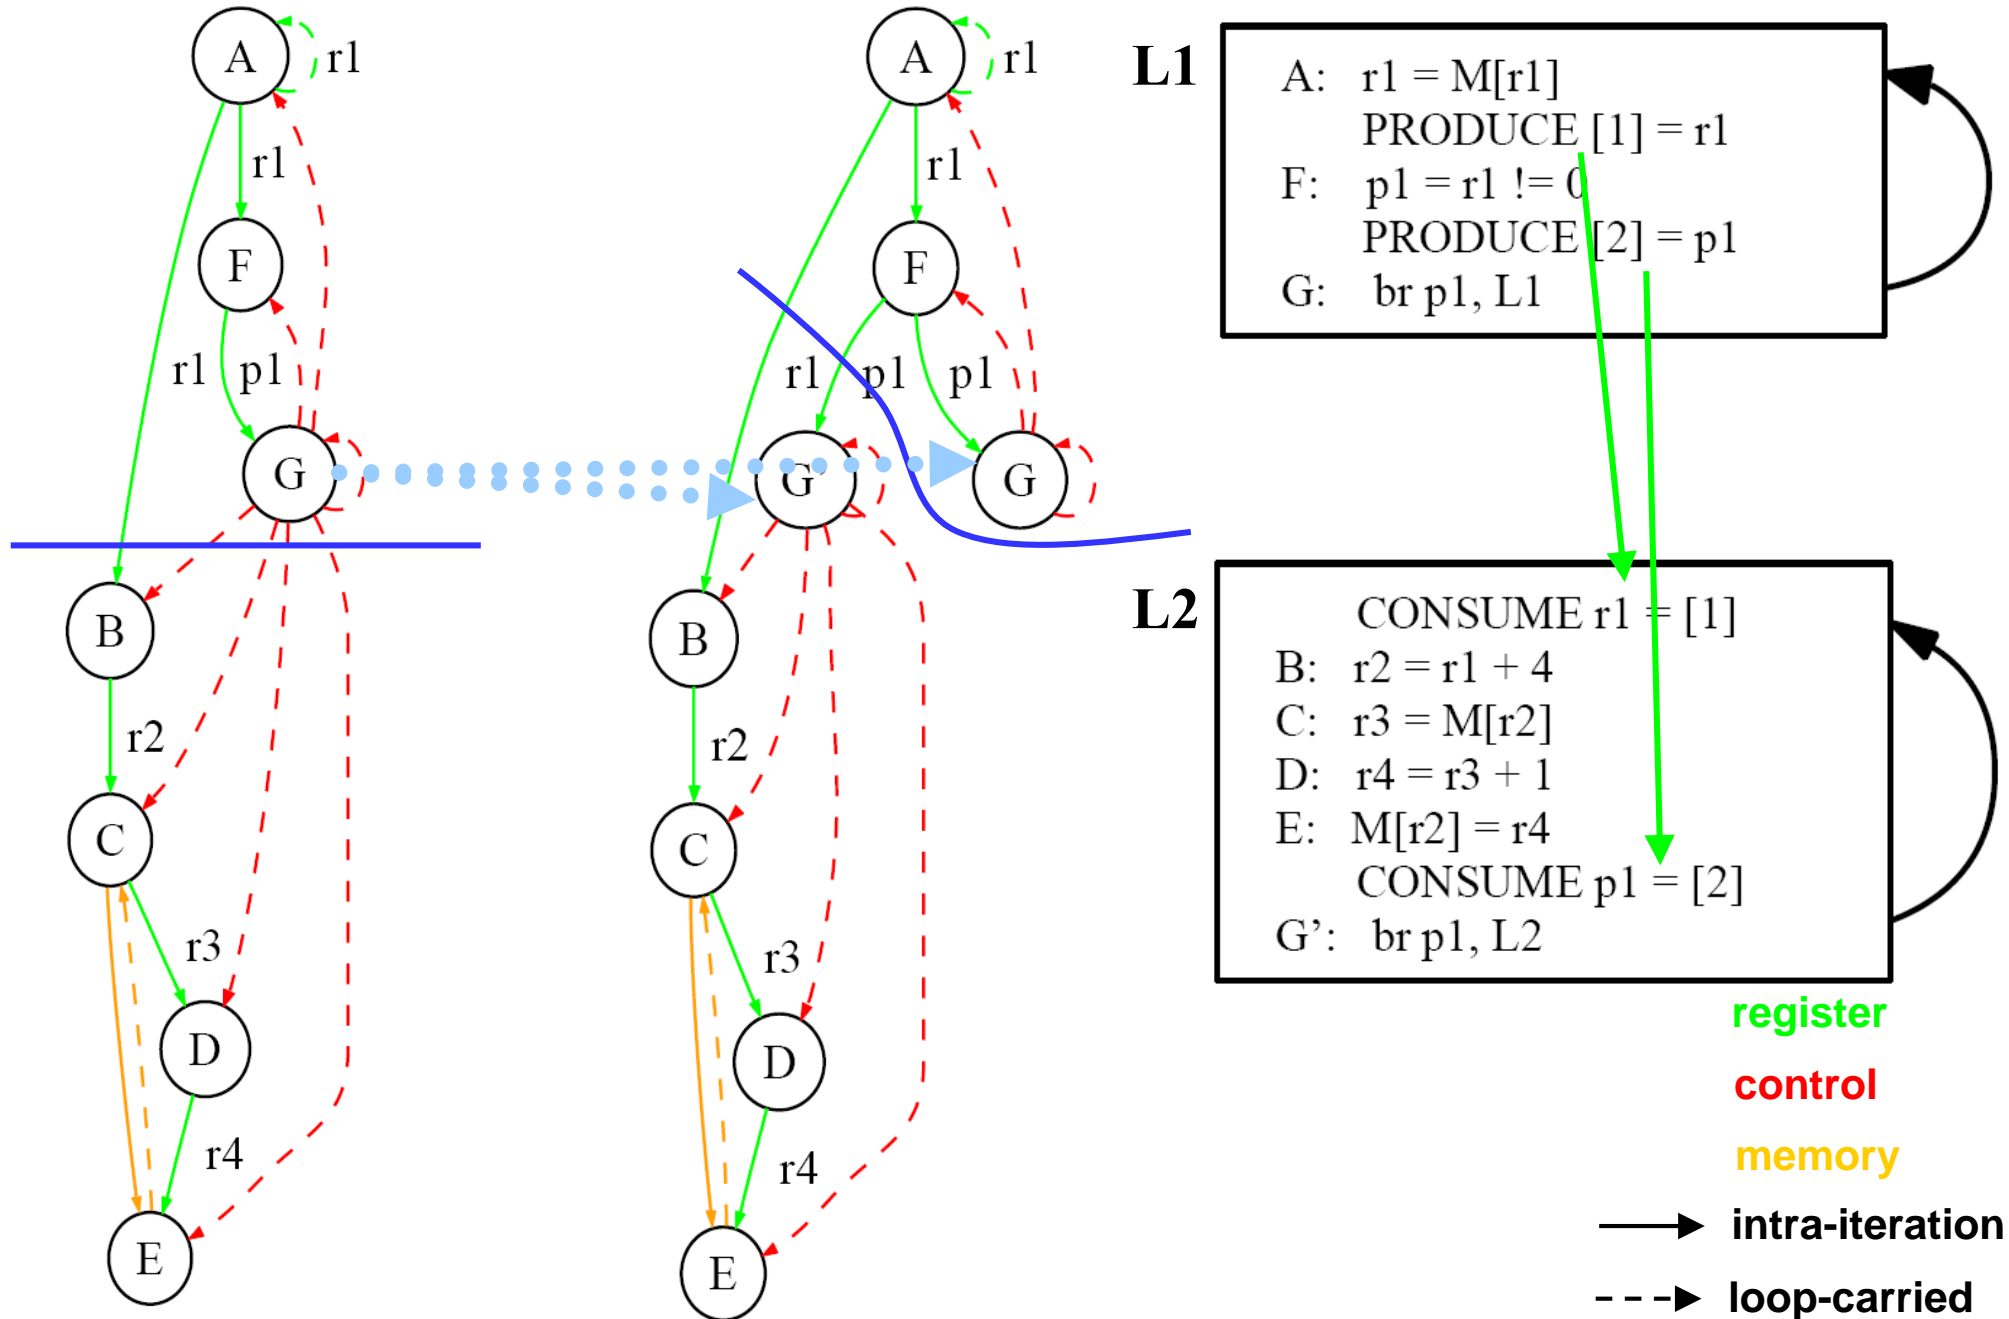 A
r1
r1
F
r1
p1
G
B
r2
C
r3
D
r4
E
A
r1
r1
F
r1
p1
p1
G'
G
B
r2
C
r3
D
r4
E
L1
A: r1 = M[r1]
PRODUCE [1] = r1
F: p1 = r1 != 0
PRODUCE [2] = p1
G: br p1, L1
L2
CONSUME r1 = [1]
B: r2 = r1 + 4
C: r3 = M[r2]
D: r4 = r3 + 1
E: M[r2] = r4
CONSUME p1 = [2]
G’: br p1, L2
register
control
memory
intra-iteration
loop-carried